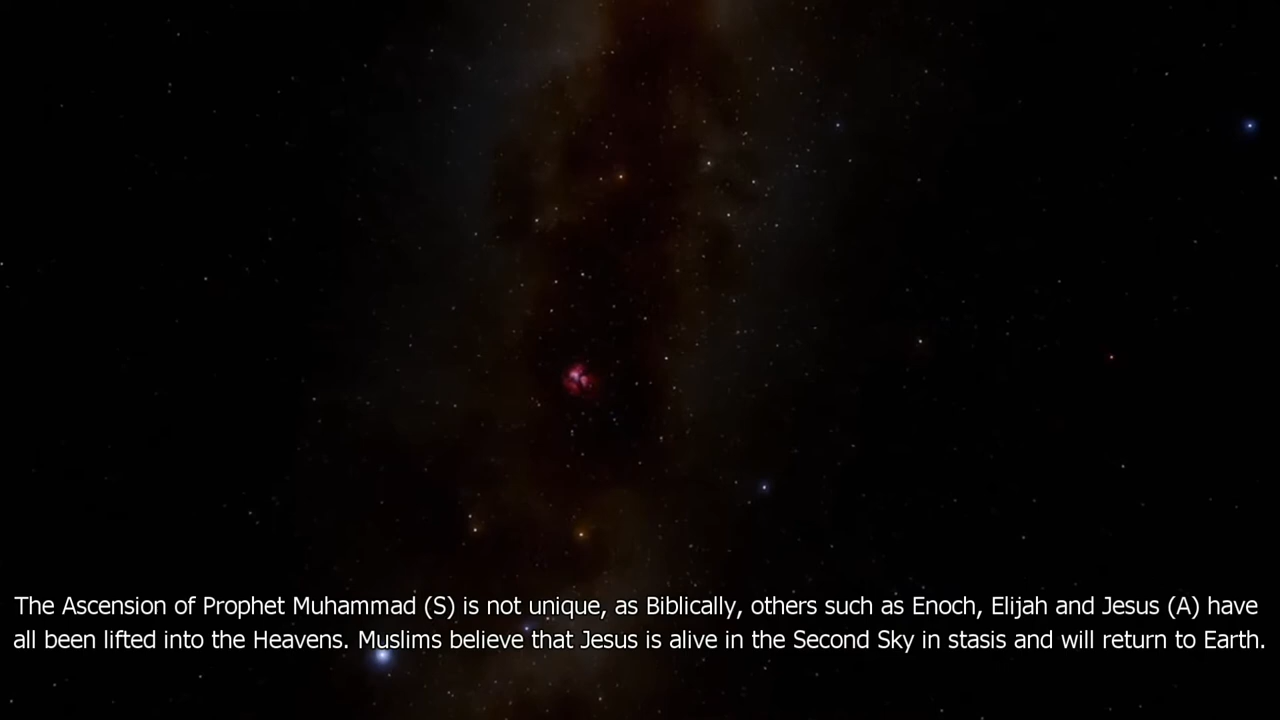 The Ascension of Prophet Muhammad (S) is not unique, as Biblically, others such as Enoch, Elijah and Jesus (A) have
all been lifted into the Heavens. Muslims believe that Jesus is alive in the Second Sky in stasis and will return to Earth.